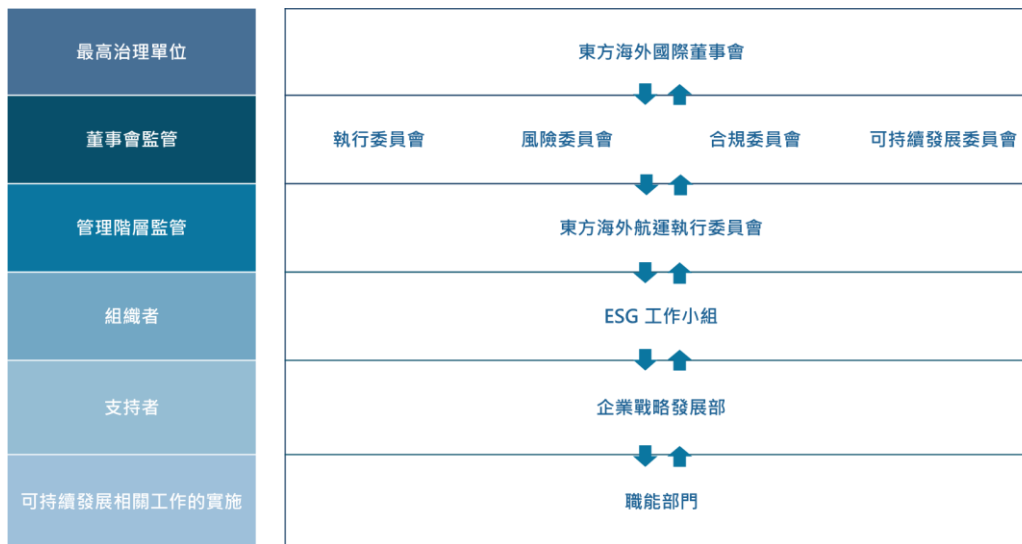 最高治理單位
東方海外國際董事會
董事會監管
執行委員會 風險委員會 合規委員會 可持續發展委員會
管理階層監管
東方海外航運執行委員會
組織者
ESG 工作小組
支持者
企業戰略發展部
可持續發展相關工作的實施
職能部門